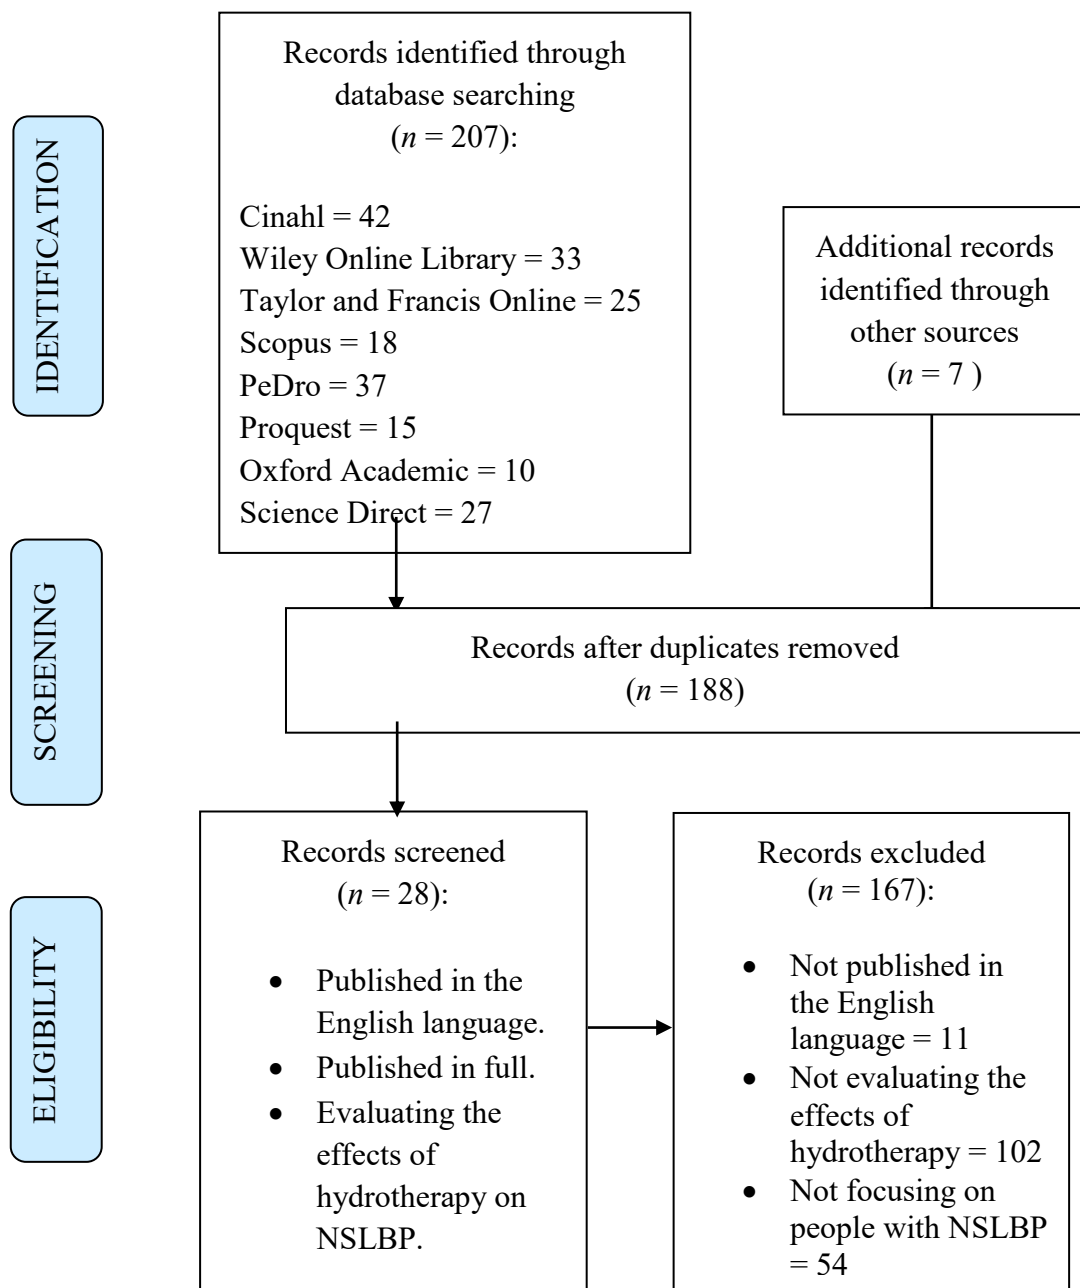 IDENTIFICATION
Records identified through
database searching
(n = 207):
Cinahl = 42
Wiley Online Library = 33
Taylor and Francis Online = 25
Scopus = 18
PeDro = 37
Proquest = 15
Oxford Academic = 10
Science Direct = 27
Additional records
identified through
other sources
(n = 7 )
SCREENING
Records after duplicates removed
(n = 188)
ELIGIBILITY
Records screened
(n = 28):
• Published in the
English language.
• Published in full.
• Evaluating the
effects of
hydrotherapy on
NSLBP.
Records excluded
(n = 167):
• Not published in
the English
language = 11
• Not evaluating the
effects of
hydrotherapy = 102
• Not focusing on
people with NSLBP
= 54